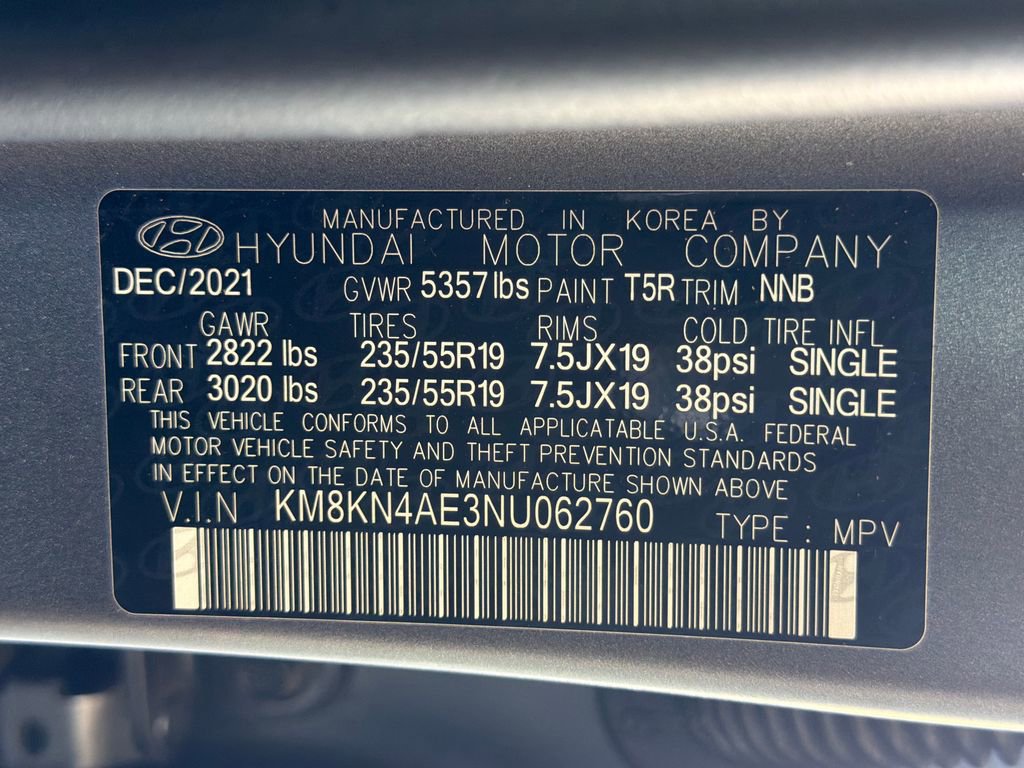 MANUFACTURED IN KOREA BY
HYUNDAI MOTOR COMPANY
DEC/2021 GVWR 5357 lbs PAINT T5R TRIM NNB
GAWR TIRES RIMS COLD TIRE INFL
FRONT 2822 lbs 235/55R19 7.5JX19 38psi SINGLE
REAR 3020 lbs 235/55R19 7.5JX19 38psi SINGLE
THIS VEHICLE CONFORMS TO ALL APPLICATABLE U.S.A. FEDERAL
MOTOR VEHICLE SAFETY AND THEFT PREVENTION STANDARDS
IN EFFECT ON THE DATE OF MANUFACTURE SHOWN ABOVE
V.I.N KM8KN4AE3NU062760 TYPE : MPV